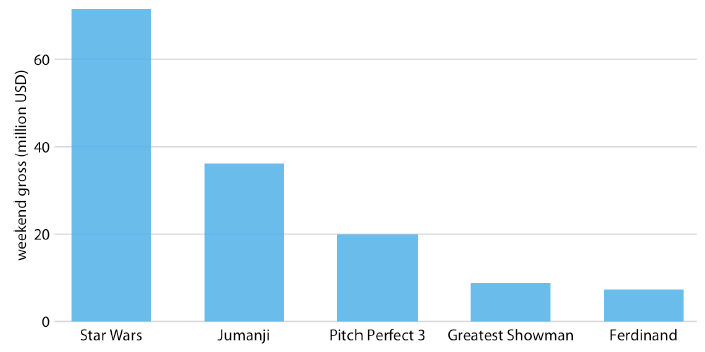 weekend gross (million USD)
60
40
20
0
Star Wars
Jumanji
Pitch Perfect 3
Greatest Showman
Ferdinand